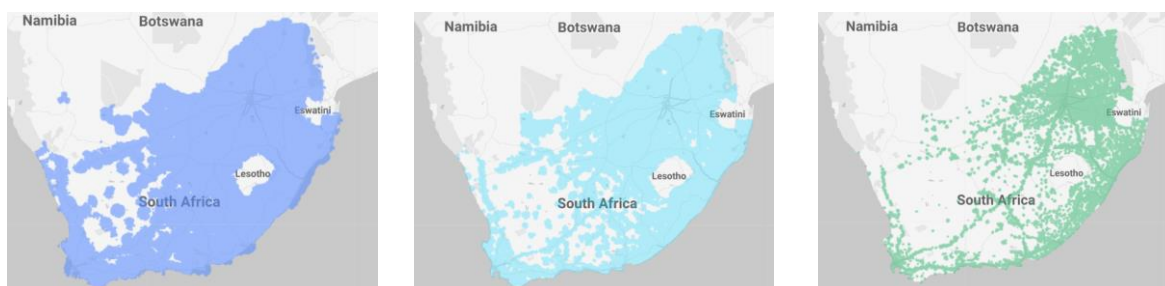 Namibia Botswana
Eswatini
Lesotho
South Africa
Namibia Botswana
Eswatini
Lesotho
South Africa
Namibia Botswana
Eswatini
Lesotho
South Africa